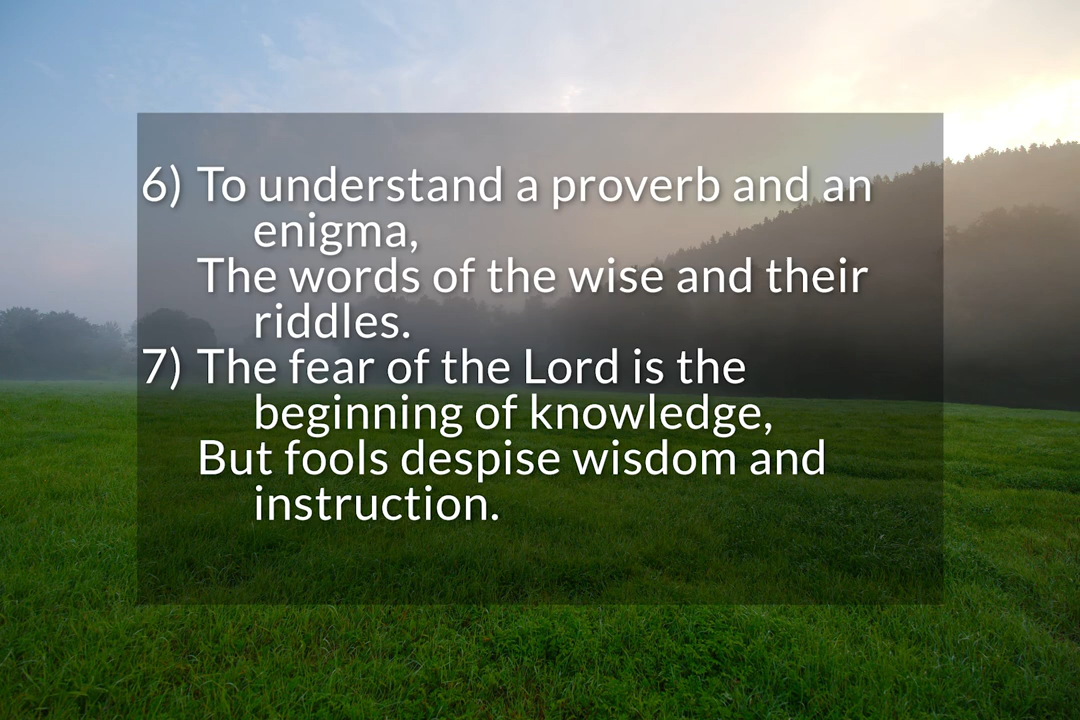 6) To understand a proverb and an
enigma,
The words of the wise and their
riddles.
7) The fear of the Lord is the
beginning of knowledge,
But fools despise wisdom and
instruction.